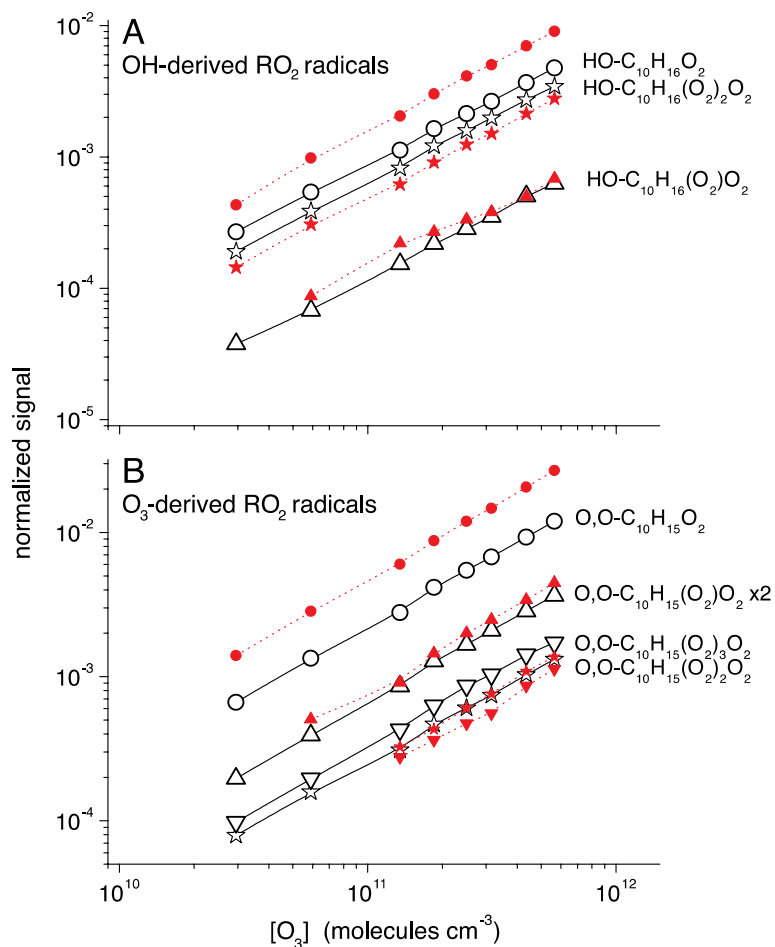 A
OH-derived RO₂ radicals
HO-C₁₀H₁₆O₂
HO-C₁₀H₁₆(O₂)₂O₂
HO-C₁₀H₁₆(O₂)O₂
10⁻²
10⁻³
10⁻⁴
10⁻⁵
normalized signal
B
O₃-derived RO₂ radicals
O,O-C₁₀H₁₅O₂
O,O-C₁₀H₁₅(O₂)O₂ x2
O,O-C₁₀H₁₅(O₂)₃O₂
O,O-C₁₀H₁₅(O₂)₂O₂
10⁻²
10⁻³
10⁻⁴
10¹⁰ 10¹¹ 10¹²
[O₃] (molecules cm⁻³)